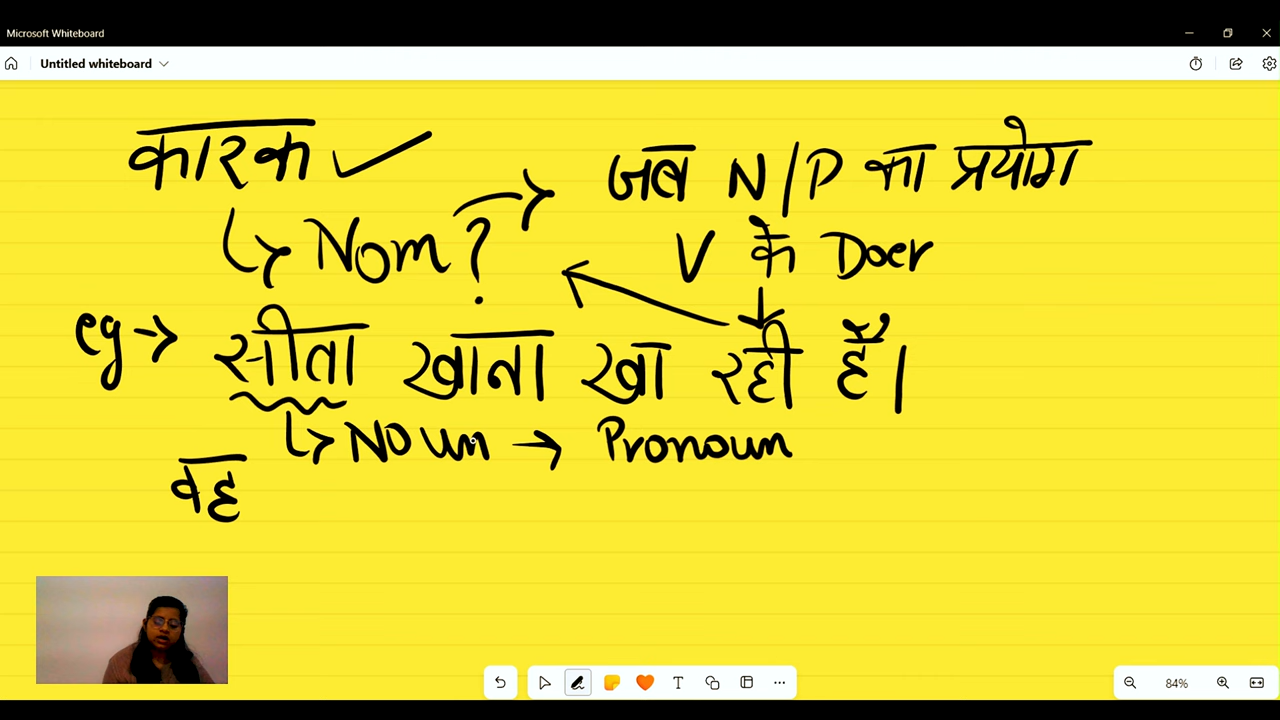 Microsoft Whiteboard
Untitled whiteboard
कारक
जब N/P का प्रयोग
Nom?
V के Doer
eg → सीता खाना खा रही है।
Noun → Pronoun
वह
84%